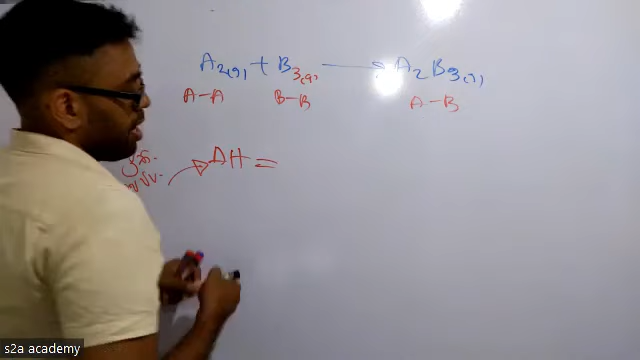 A₂(g) + B₃(g) ⟶ A₂B₃(g)
A–A B–B A–B
ΔH =
s2a academy